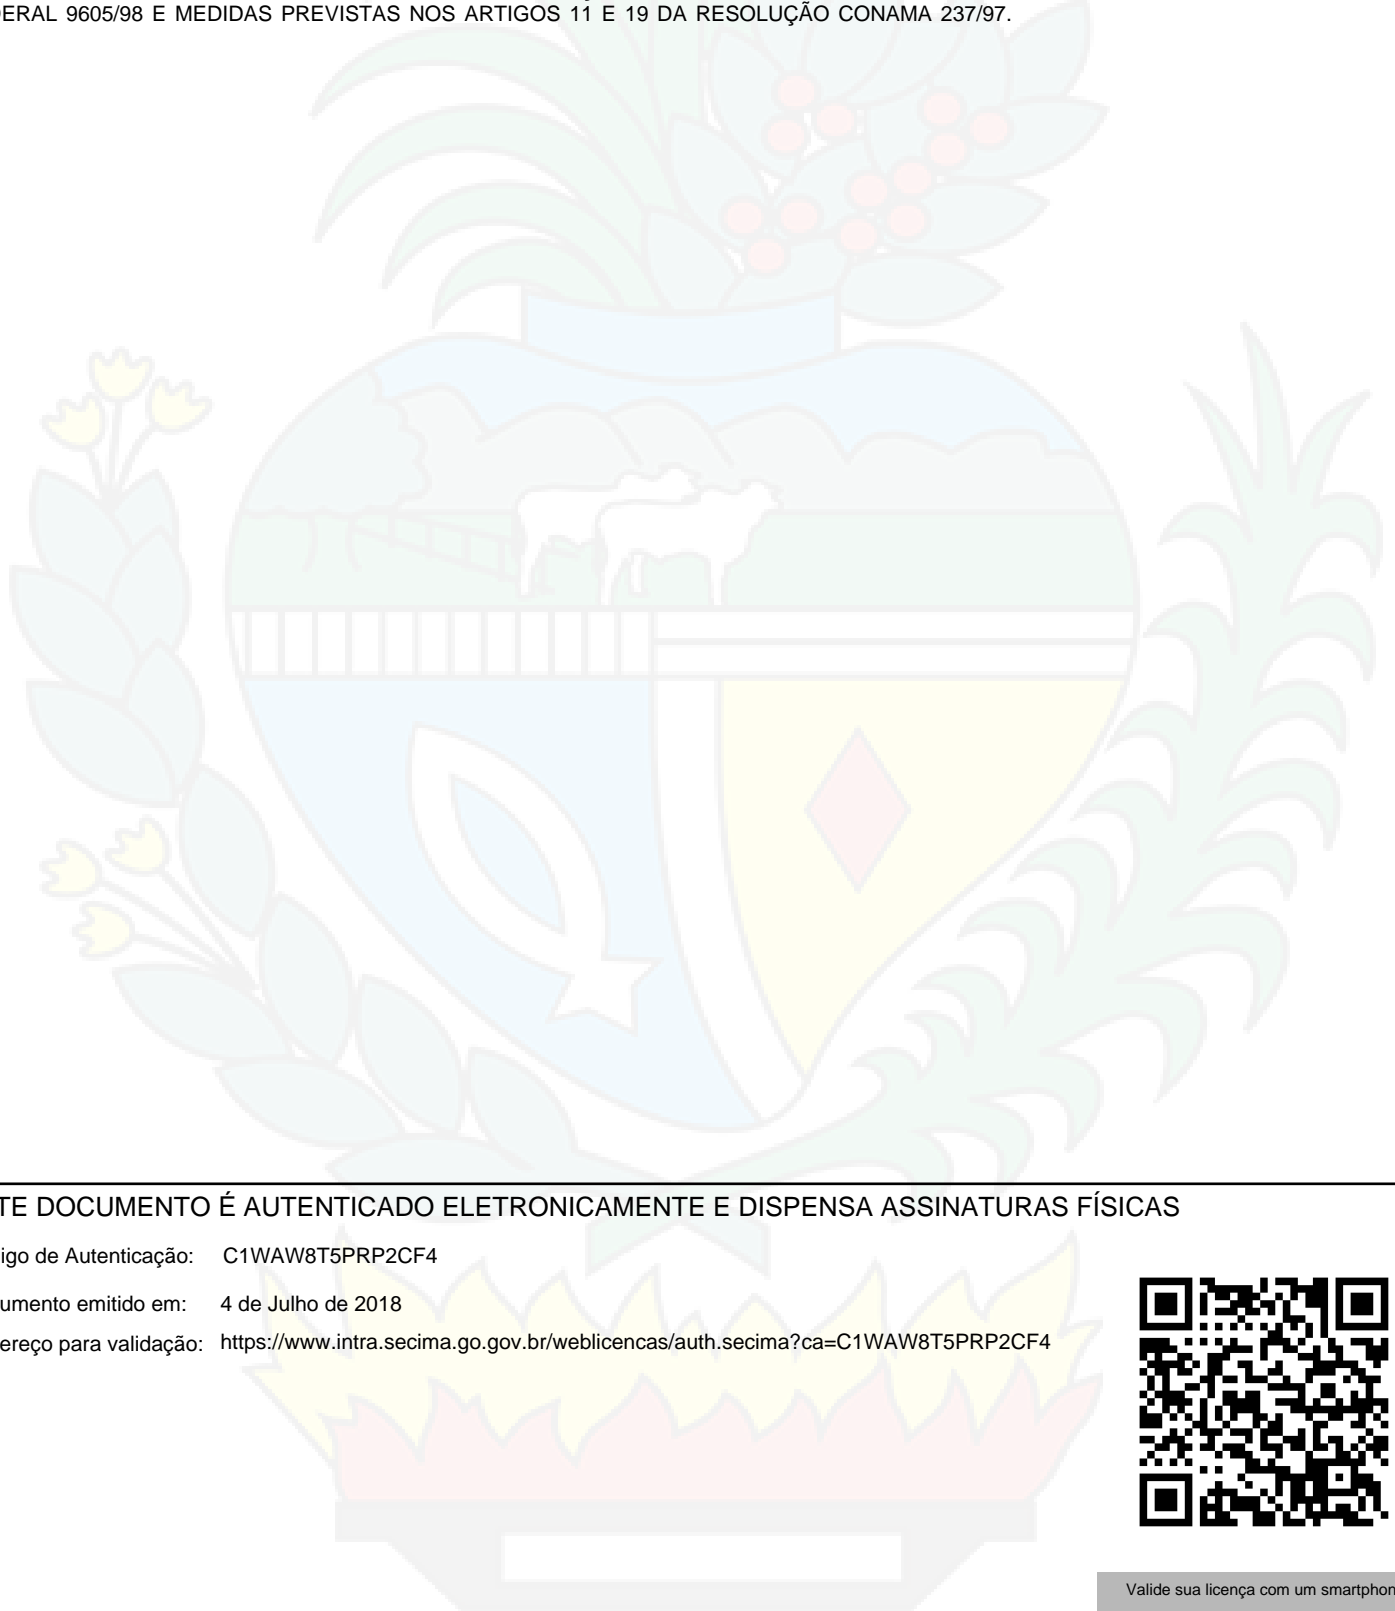 DERAL 9605/98 E MEDIDAS PREVISTAS NOS ARTIGOS 11 E 19 DA RESOLUÇÃO CONAMA 237/97.
TE DOCUMENTO É AUTENTICADO ELETRONICAMENTE E DISPENSA ASSINATURAS FÍSICAS
igo de Autenticação: C1WAW8T5PRP2CF4
umento emitido em: 4 de Julho de 2018
ereço para validação: https://www.intra.secima.go.gov.br/weblicencas/auth.secima?ca=C1WAW8T5PRP2CF4
Valide sua licença com um smartphon